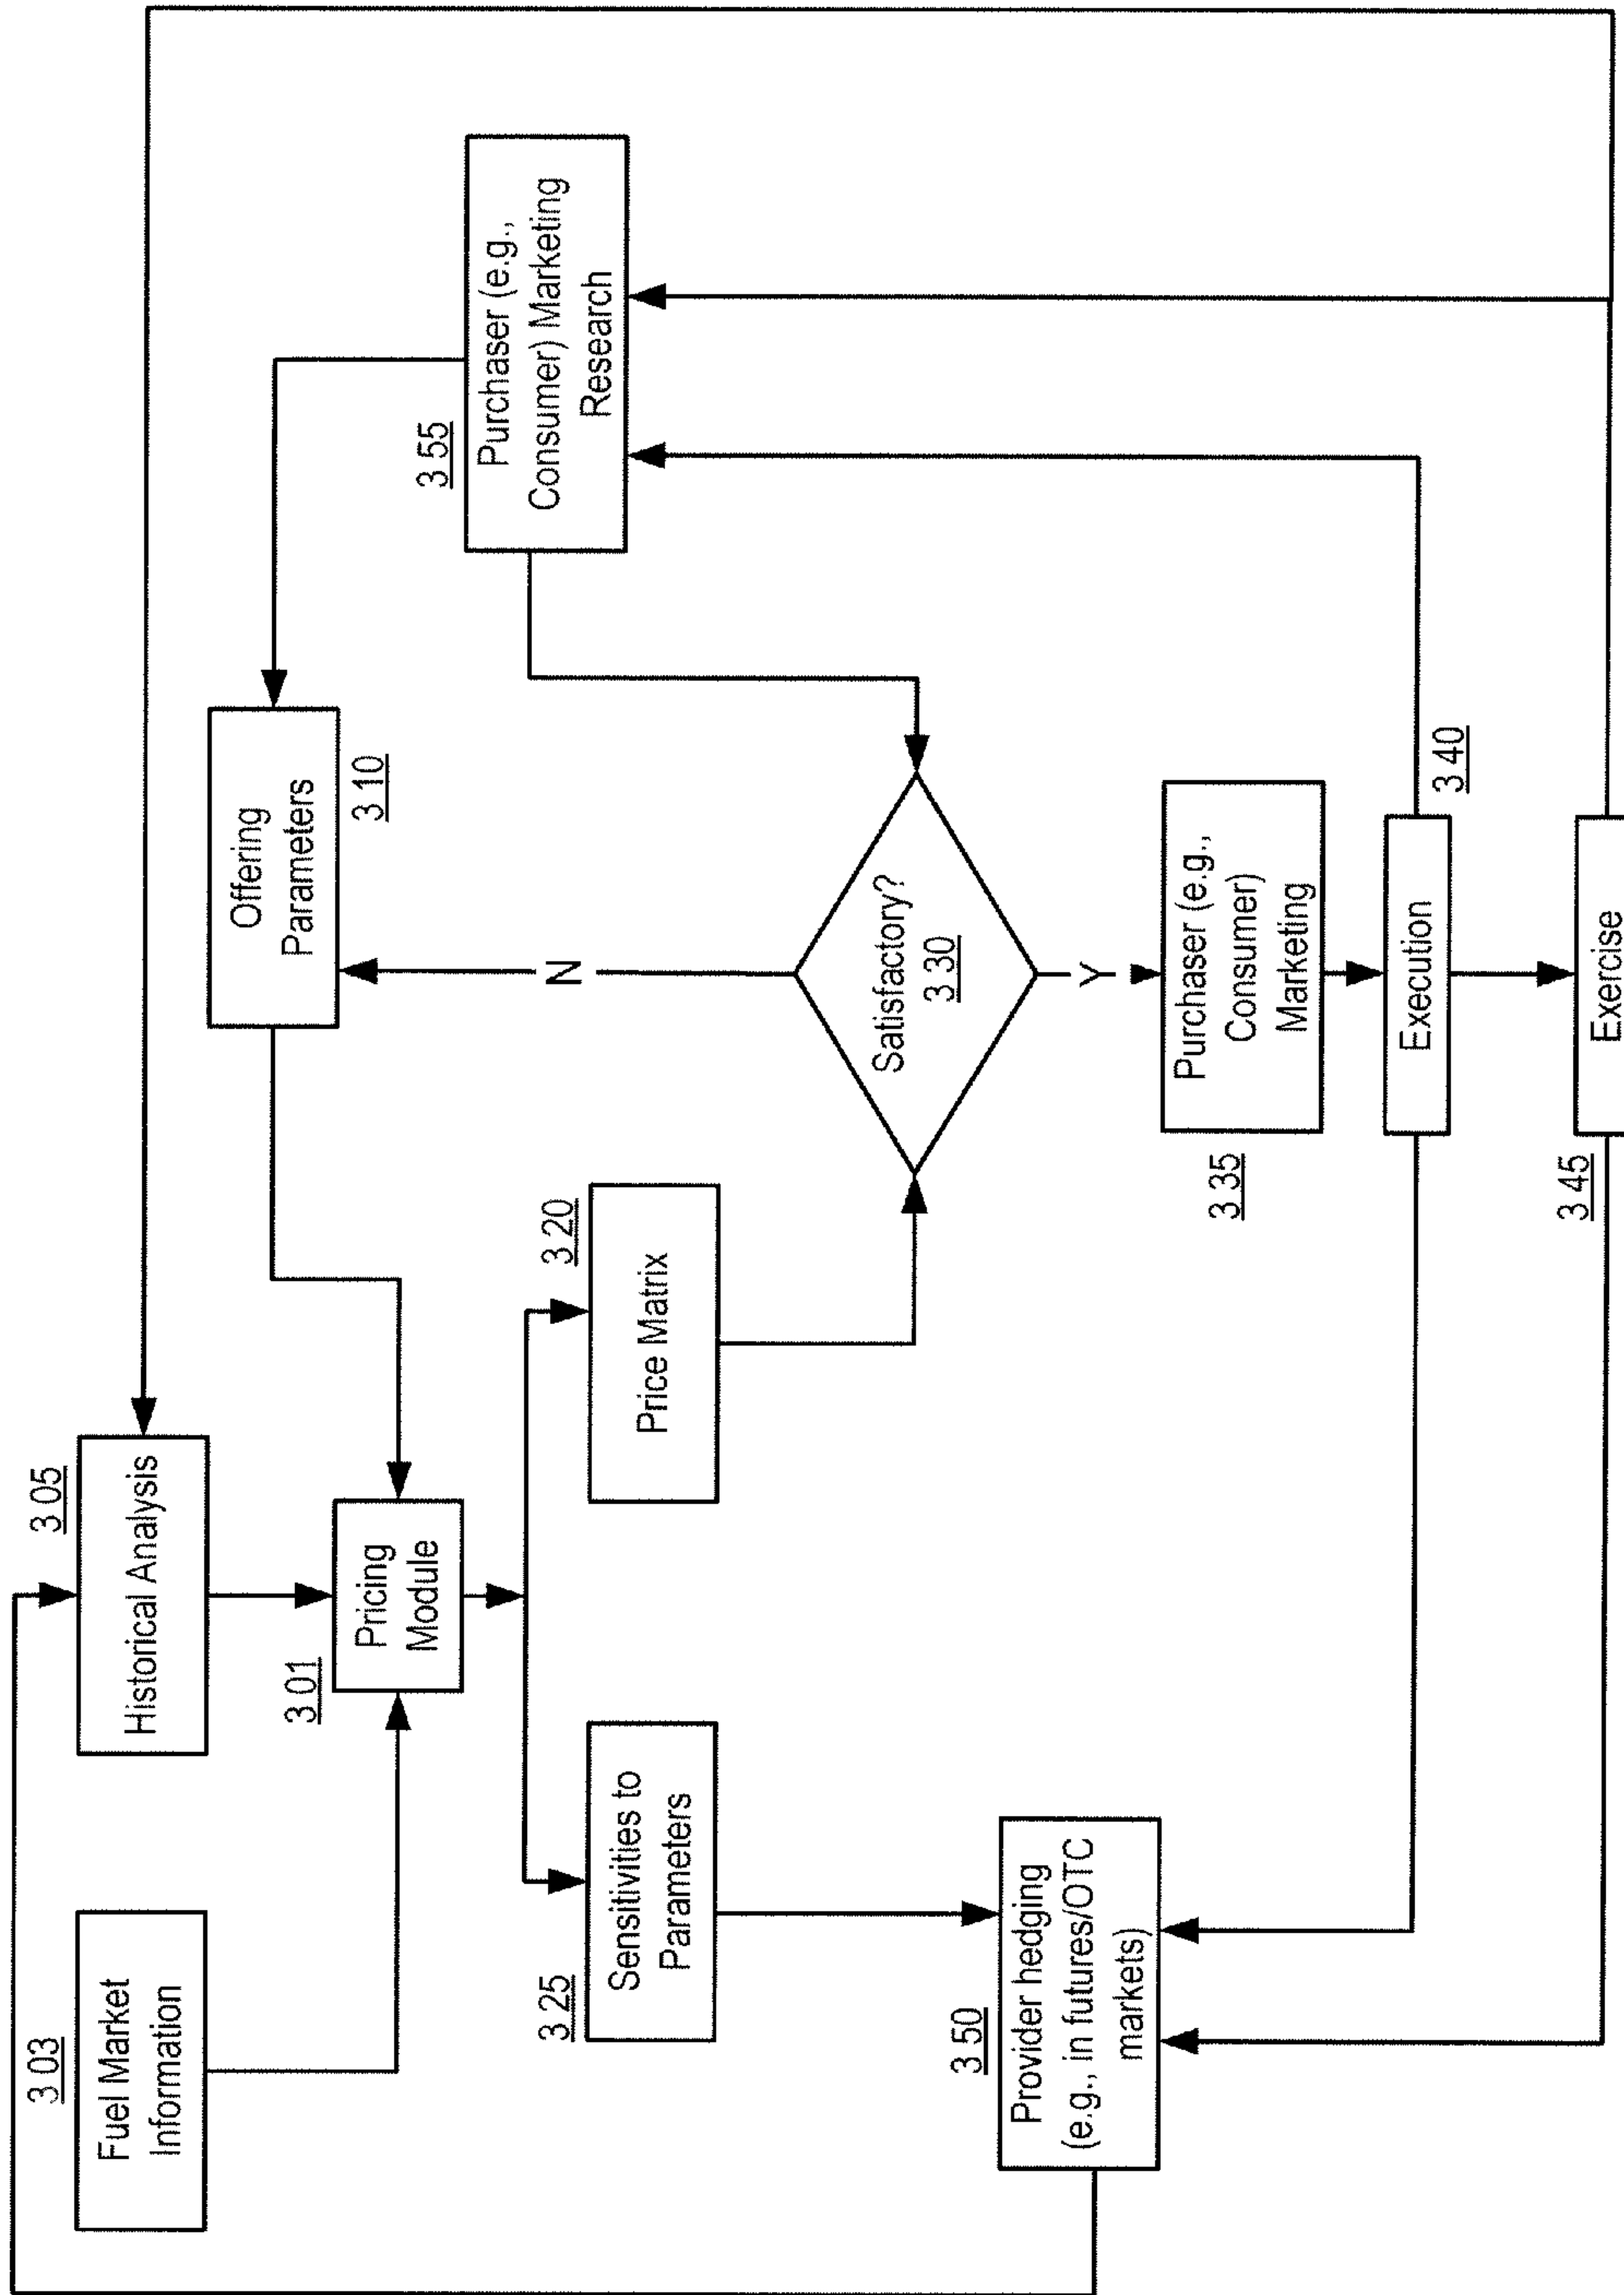 3 03
Fuel Market
Information
3 05
Historical Analysis
3 01
Pricing
Module
Offering
Parameters
3 10
3 25
Sensitivities to
Parameters
3 20
Price Matrix
3 55
Purchaser (e.g.,
Consumer) Marketing
Research
N
Satisfactory?
3 30
Y
3 50
Provider hedging
(e.g., in futures/OTC
markets)
3 35
Purchaser (e.g.,
Consumer)
Marketing
Execution
3 40
3 45
Exercise